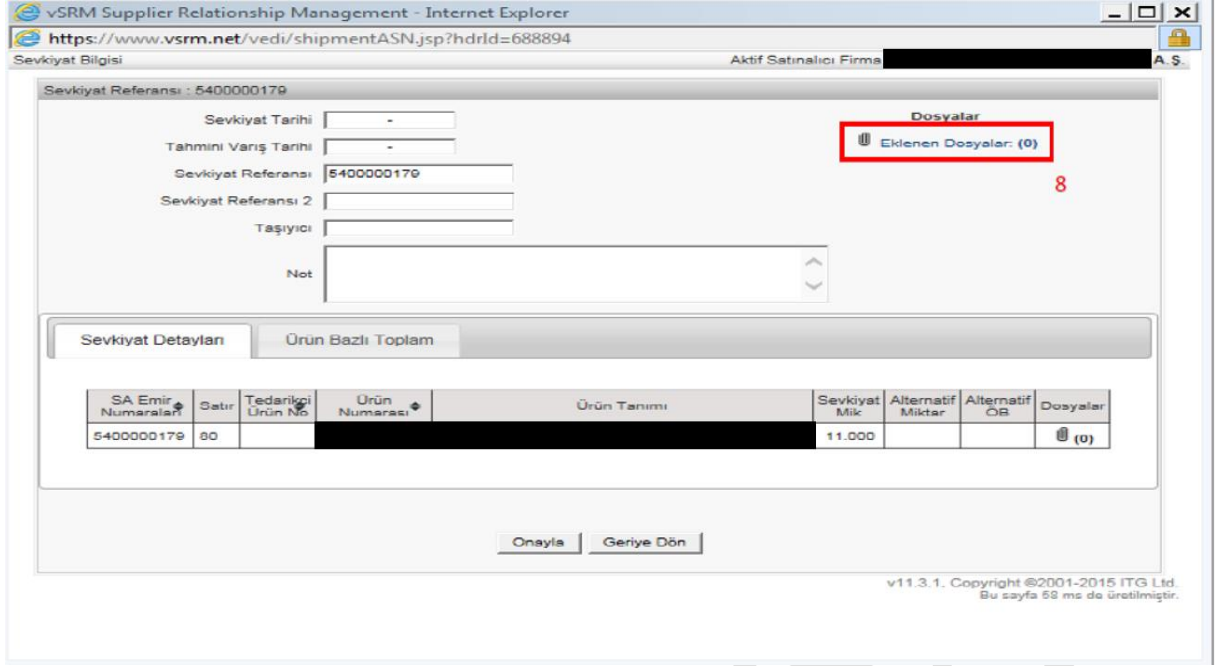 vSRM Supplier Relationship Management - Internet Explorer
https://www.vsrm.net/vedi/shipmentASN.jsp?hdrId=688894
Sevkiyat Bilgisi Aktif Satınalıcı Firma A.Ş.
Sevkiyat Referansı : 5400000179
Sevkiyat Tarihi - Dosyalar
Tahmini Varış Tarihi - Eklenen Dosyalar: (0)
Sevkiyat Referansı 5400000179
8
Sevkiyat Referansı 2
Taşıyıcı
Not
Sevkiyat Detayları Ürün Bazlı Toplam
SA Emir Numaraları Satır Tedarikçi Ürün No Ürün Numarası Ürün Tanımı Sevkiyat Mik Alternatif Miktar Alternatif ÖB Dosyalar
5400000179 80 11.000 (0)
Onayla Geriye Dön
v11.3.1. Copyright ©2001-2015 ITG Ltd.
Bu sayfa 58 ms de üretilmiştir.